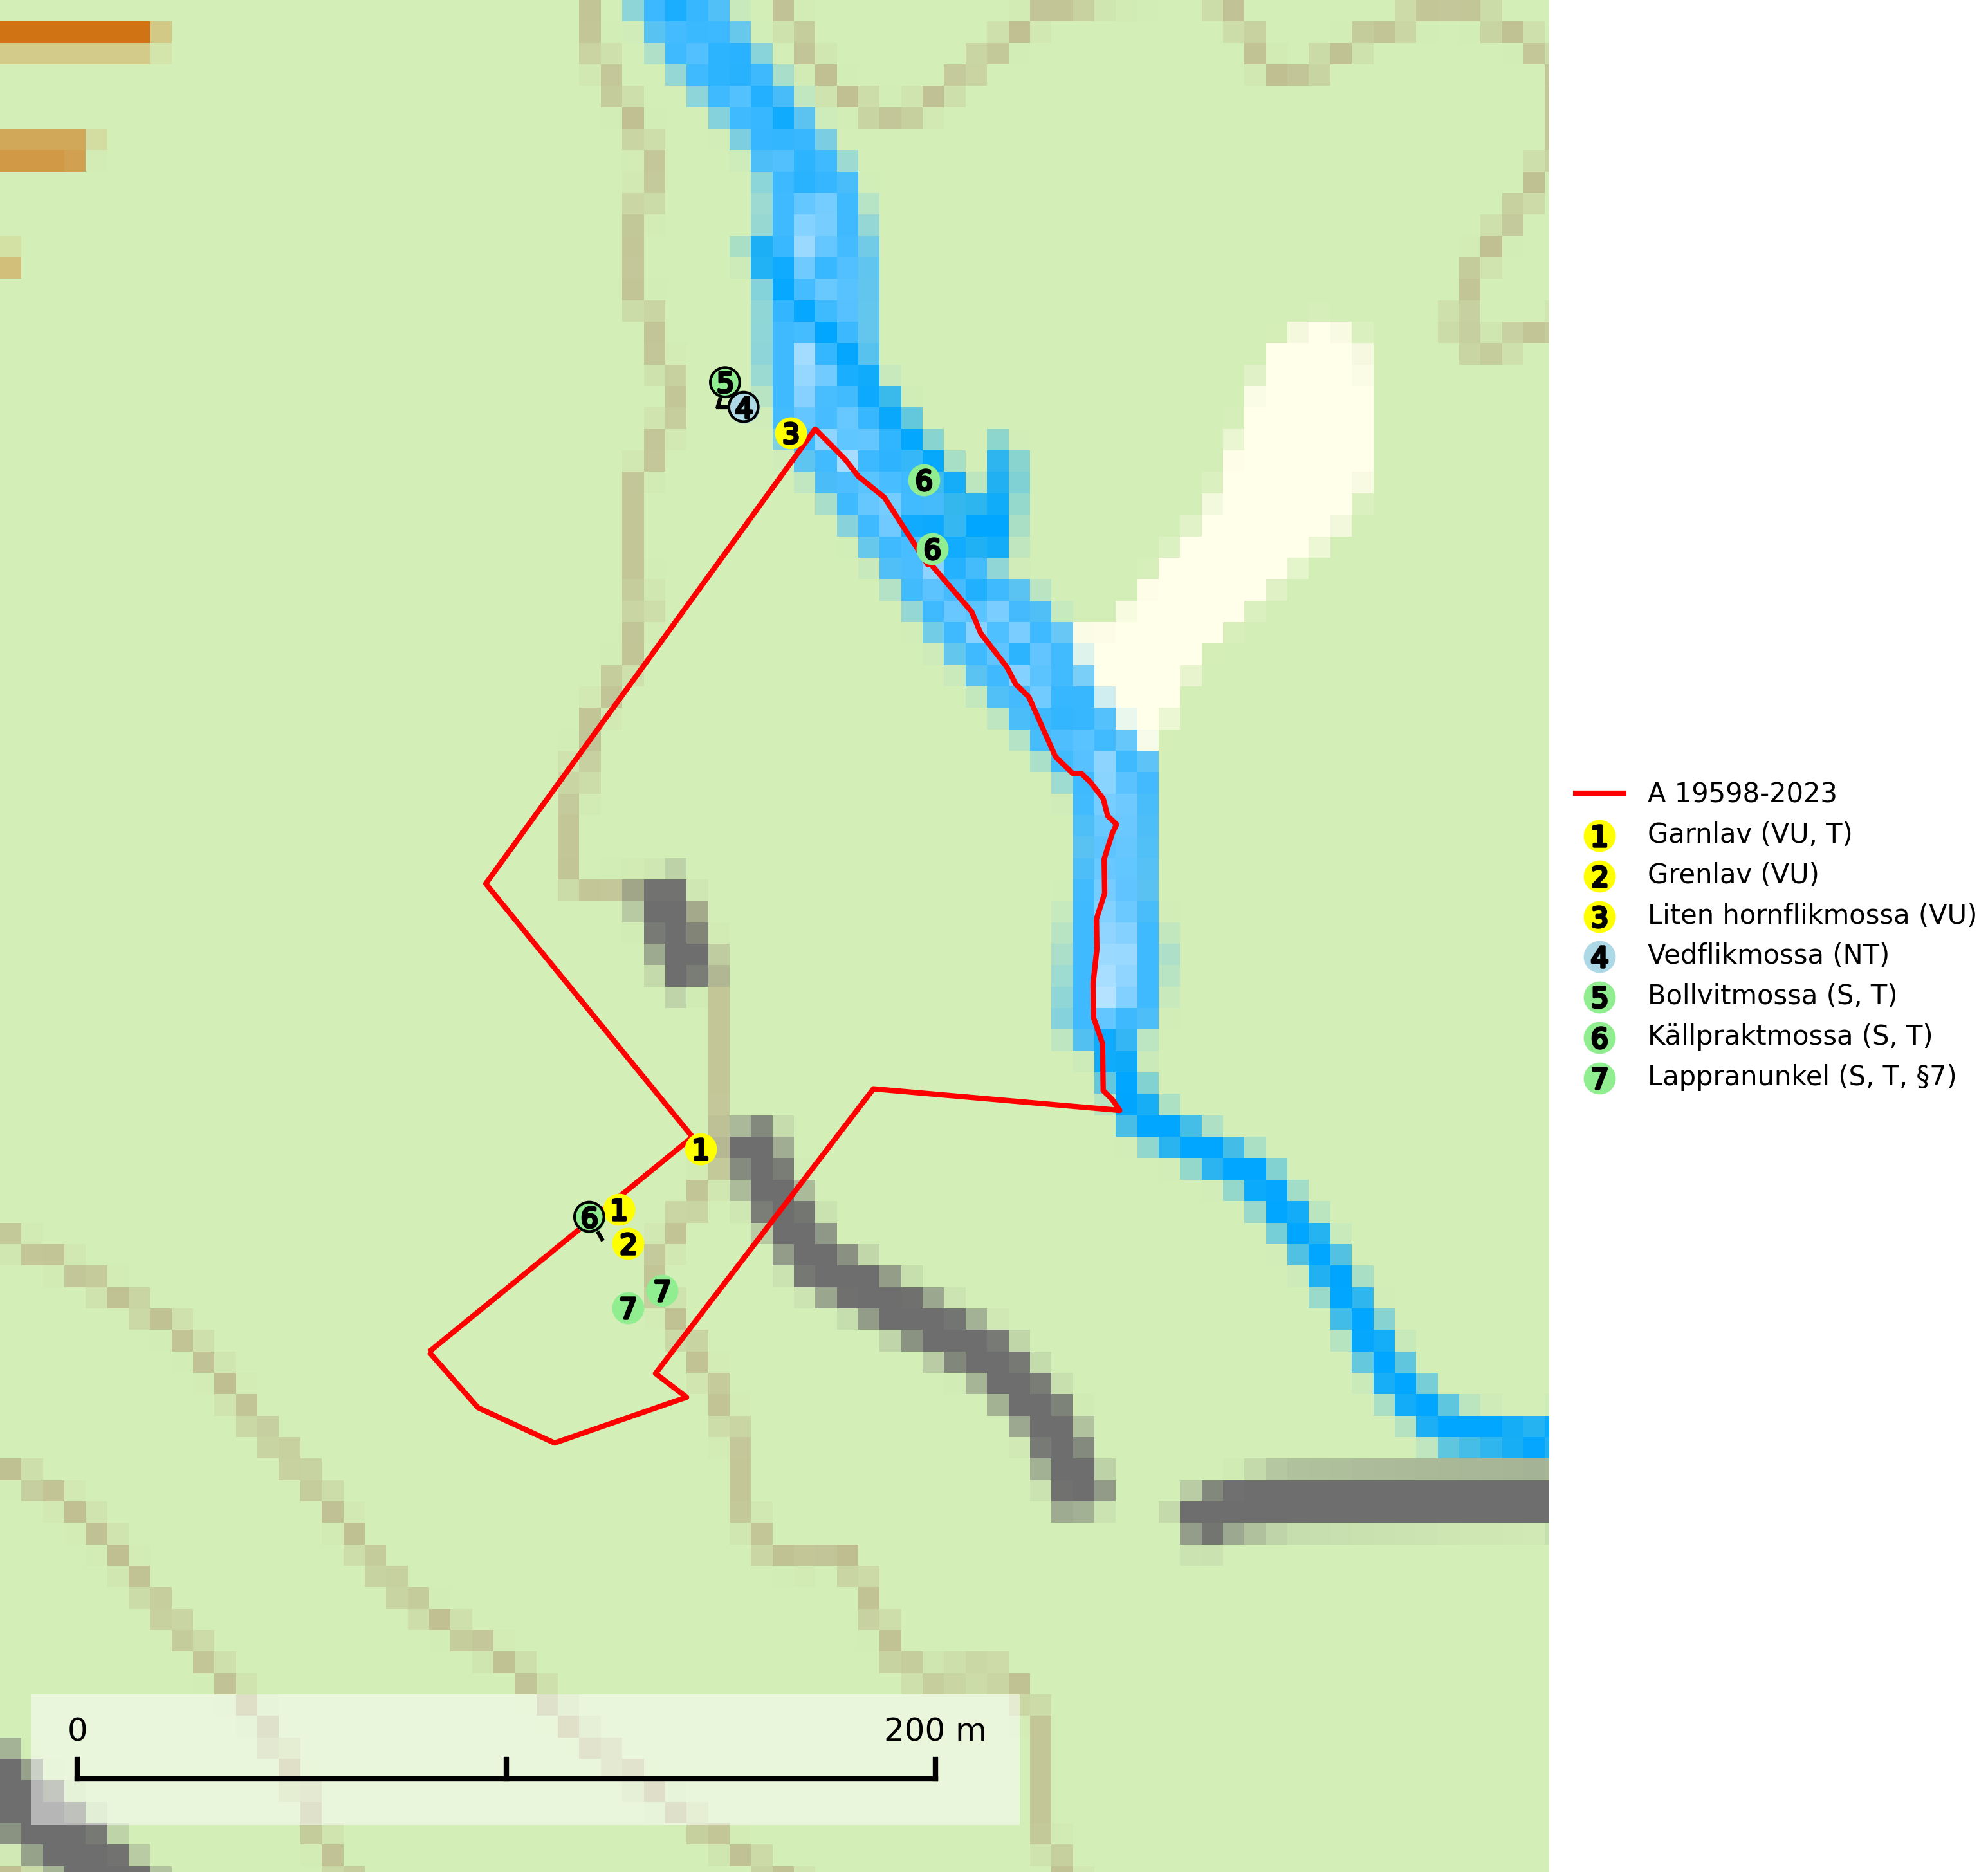 5
4
3
6
6
1
6 1
2
7
7
0 200 m
A 19598-2023
1 Garnlav (VU, T)
2 Grenlav (VU)
3 Liten hornflikmossa (VU)
4 Vedflikmossa (NT)
5 Bollvitmossa (S, T)
6 Källpraktmossa (S, T)
7 Lappranunkel (S, T, §7)